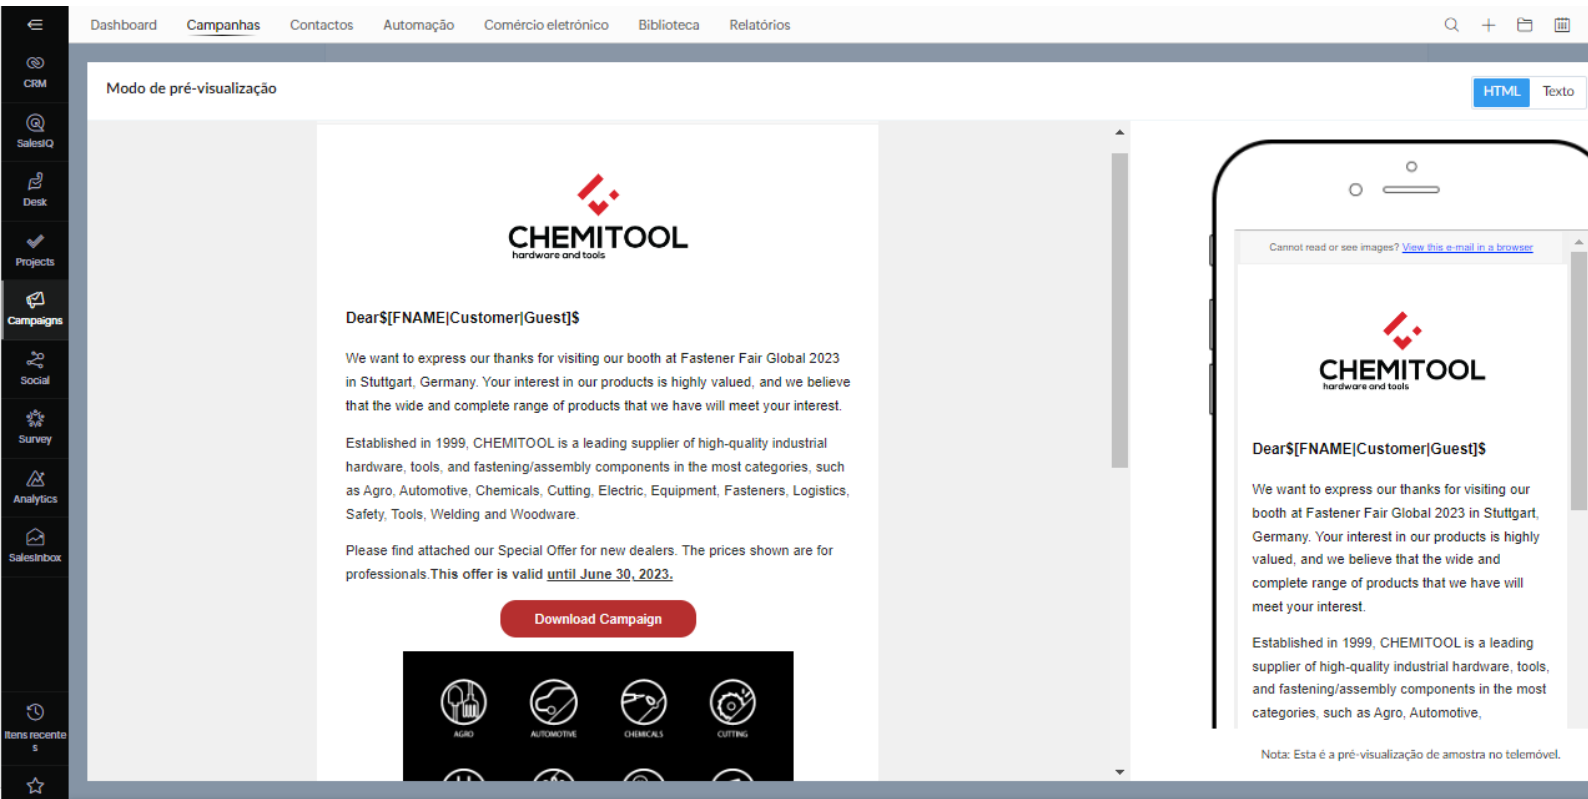 Dashboard Campanhas Contactos Automação Comércio eletrónico Biblioteca Relatórios
CRM
SalesIQ
Desk
Projects
Campaigns
Social
Survey
Analytics
SalesInbox
Itens recente
s
Modo de pré-visualização
HTML Texto
CHEMITOOL
hardware and tools
Dear$[FNAME|Customer|Guest]$
We want to express our thanks for visiting our booth at Fastener Fair Global 2023
in Stuttgart, Germany. Your interest in our products is highly valued, and we believe
that the wide and complete range of products that we have will meet your interest.
Established in 1999, CHEMITOOL is a leading supplier of high-quality industrial
hardware, tools, and fastening/assembly components in the most categories, such
as Agro, Automotive, Chemicals, Cutting, Electric, Equipment, Fasteners, Logistics,
Safety, Tools, Welding and Woodware.
Please find attached our Special Offer for new dealers. The prices shown are for
professionals.This offer is valid until June 30, 2023.
Download Campaign
AGRO AUTOMOTIVE CHEMICALS CUTTING
Cannot read or see images? View this e-mail in a browser
CHEMITOOL
hardware and tools
Dear$[FNAME|Customer|Guest]$
We want to express our thanks for visiting our
booth at Fastener Fair Global 2023 in Stuttgart,
Germany. Your interest in our products is highly
valued, and we believe that the wide and
complete range of products that we have will
meet your interest.
Established in 1999, CHEMITOOL is a leading
supplier of high-quality industrial hardware, tools,
and fastening/assembly components in the most
categories, such as Agro, Automotive,
Nota: Esta é a pré-visualização de amostra no telemóvel.